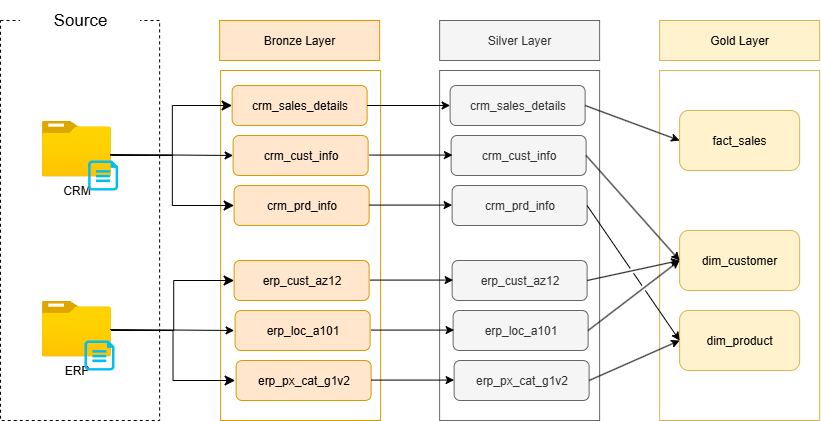 Source
Bronze Layer
Silver Layer
Gold Layer
CRM
crm_sales_details
crm_cust_info
crm_prd_info
ERP
erp_cust_az12
erp_loc_a101
erp_px_cat_g1v2
crm_sales_details
crm_cust_info
crm_prd_info
erp_cust_az12
erp_loc_a101
erp_px_cat_g1v2
fact_sales
dim_customer
dim_product